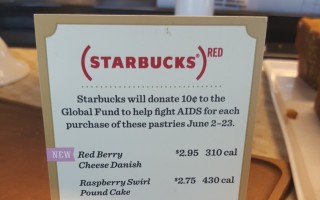 (STARBUCKS®) RED
Starbucks will donate 10¢ to the
Global Fund to help fight AIDS for each
purchase of these pastries June 2–23.
NEW Red Berry $2.95 310 cal
Cheese Danish
Raspberry Swirl $2.75 430 cal
Pound Cake